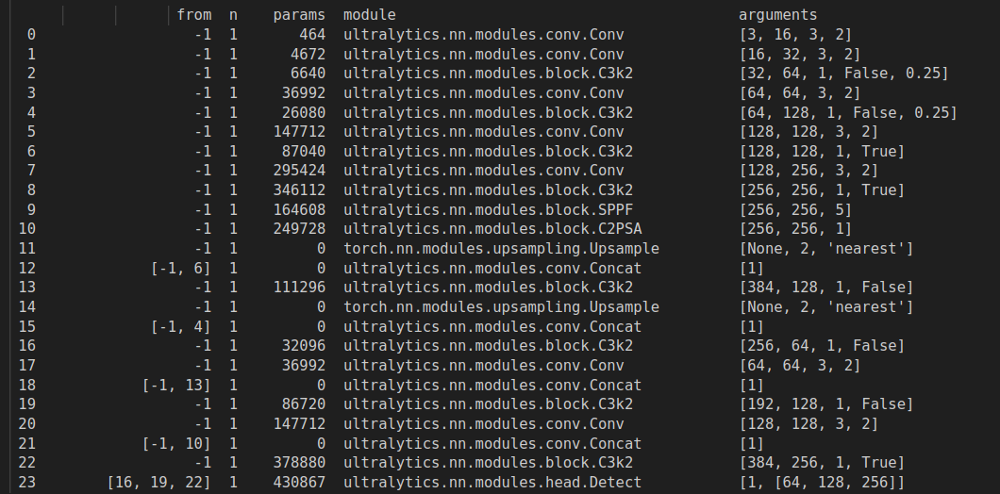 from n params module arguments
0 -1 1 464 ultralytics.nn.modules.conv.Conv [3, 16, 3, 2]
1 -1 1 4672 ultralytics.nn.modules.conv.Conv [16, 32, 3, 2]
2 -1 1 6640 ultralytics.nn.modules.block.C3k2 [32, 64, 1, False, 0.25]
3 -1 1 36992 ultralytics.nn.modules.conv.Conv [64, 64, 3, 2]
4 -1 1 26080 ultralytics.nn.modules.block.C3k2 [64, 128, 1, False, 0.25]
5 -1 1 147712 ultralytics.nn.modules.conv.Conv [128, 128, 3, 2]
6 -1 1 87040 ultralytics.nn.modules.block.C3k2 [128, 128, 1, True]
7 -1 1 295424 ultralytics.nn.modules.conv.Conv [128, 256, 3, 2]
8 -1 1 346112 ultralytics.nn.modules.block.C3k2 [256, 256, 1, True]
9 -1 1 164608 ultralytics.nn.modules.block.SPPF [256, 256, 5]
10 -1 1 249728 ultralytics.nn.modules.block.C2PSA [256, 256, 1]
11 -1 1 0 torch.nn.modules.upsampling.Upsample [None, 2, 'nearest']
12 [-1, 6] 1 0 ultralytics.nn.modules.conv.Concat [1]
13 -1 1 111296 ultralytics.nn.modules.block.C3k2 [384, 128, 1, False]
14 -1 1 0 torch.nn.modules.upsampling.Upsample [None, 2, 'nearest']
15 [-1, 4] 1 0 ultralytics.nn.modules.conv.Concat [1]
16 -1 1 32096 ultralytics.nn.modules.block.C3k2 [256, 64, 1, False]
17 -1 1 36992 ultralytics.nn.modules.conv.Conv [64, 64, 3, 2]
18 [-1, 13] 1 0 ultralytics.nn.modules.conv.Concat [1]
19 -1 1 86720 ultralytics.nn.modules.block.C3k2 [192, 128, 1, False]
20 -1 1 147712 ultralytics.nn.modules.conv.Conv [128, 128, 3, 2]
21 [-1, 10] 1 0 ultralytics.nn.modules.conv.Concat [1]
22 -1 1 378880 ultralytics.nn.modules.block.C3k2 [384, 256, 1, True]
23 [16, 19, 22] 1 430867 ultralytics.nn.modules.head.Detect [1, [64, 128, 256]]